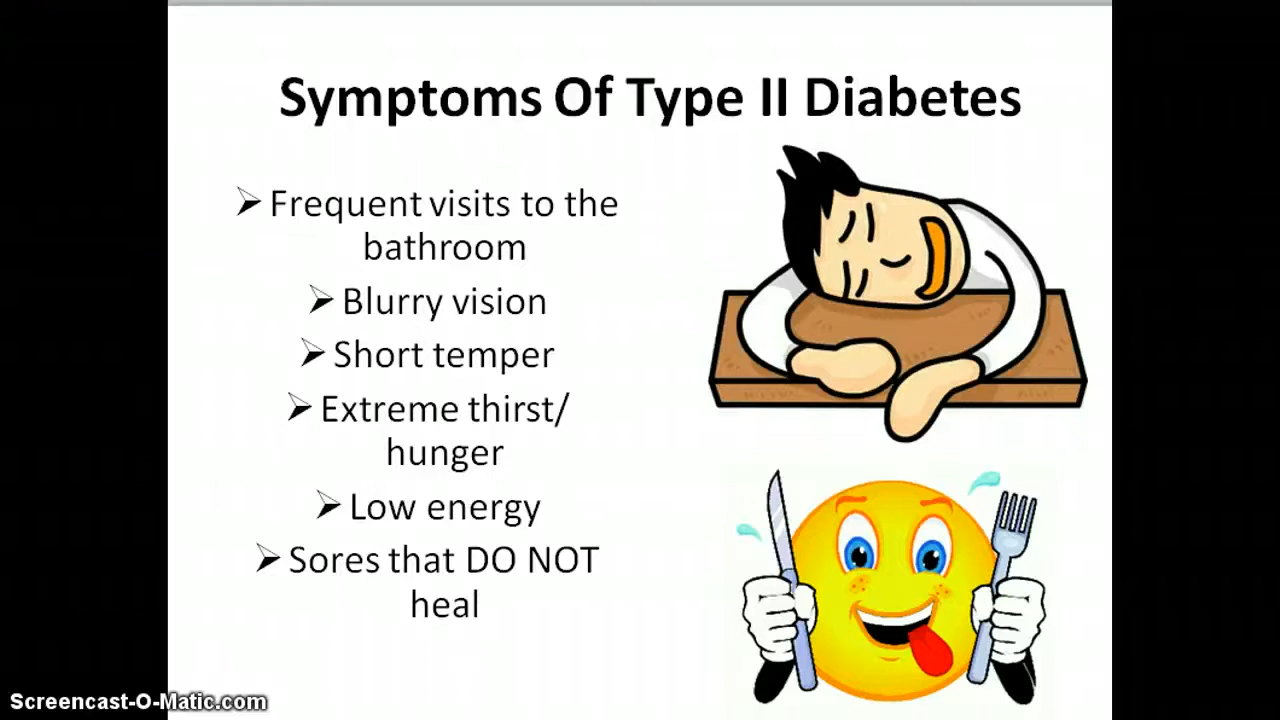 Symptoms Of Type II Diabetes
➢ Frequent visits to the
bathroom
➢ Blurry vision
➢ Short temper
➢ Extreme thirst/
hunger
➢ Low energy
➢ Sores that DO NOT
heal
Screencast-O-Matic.com